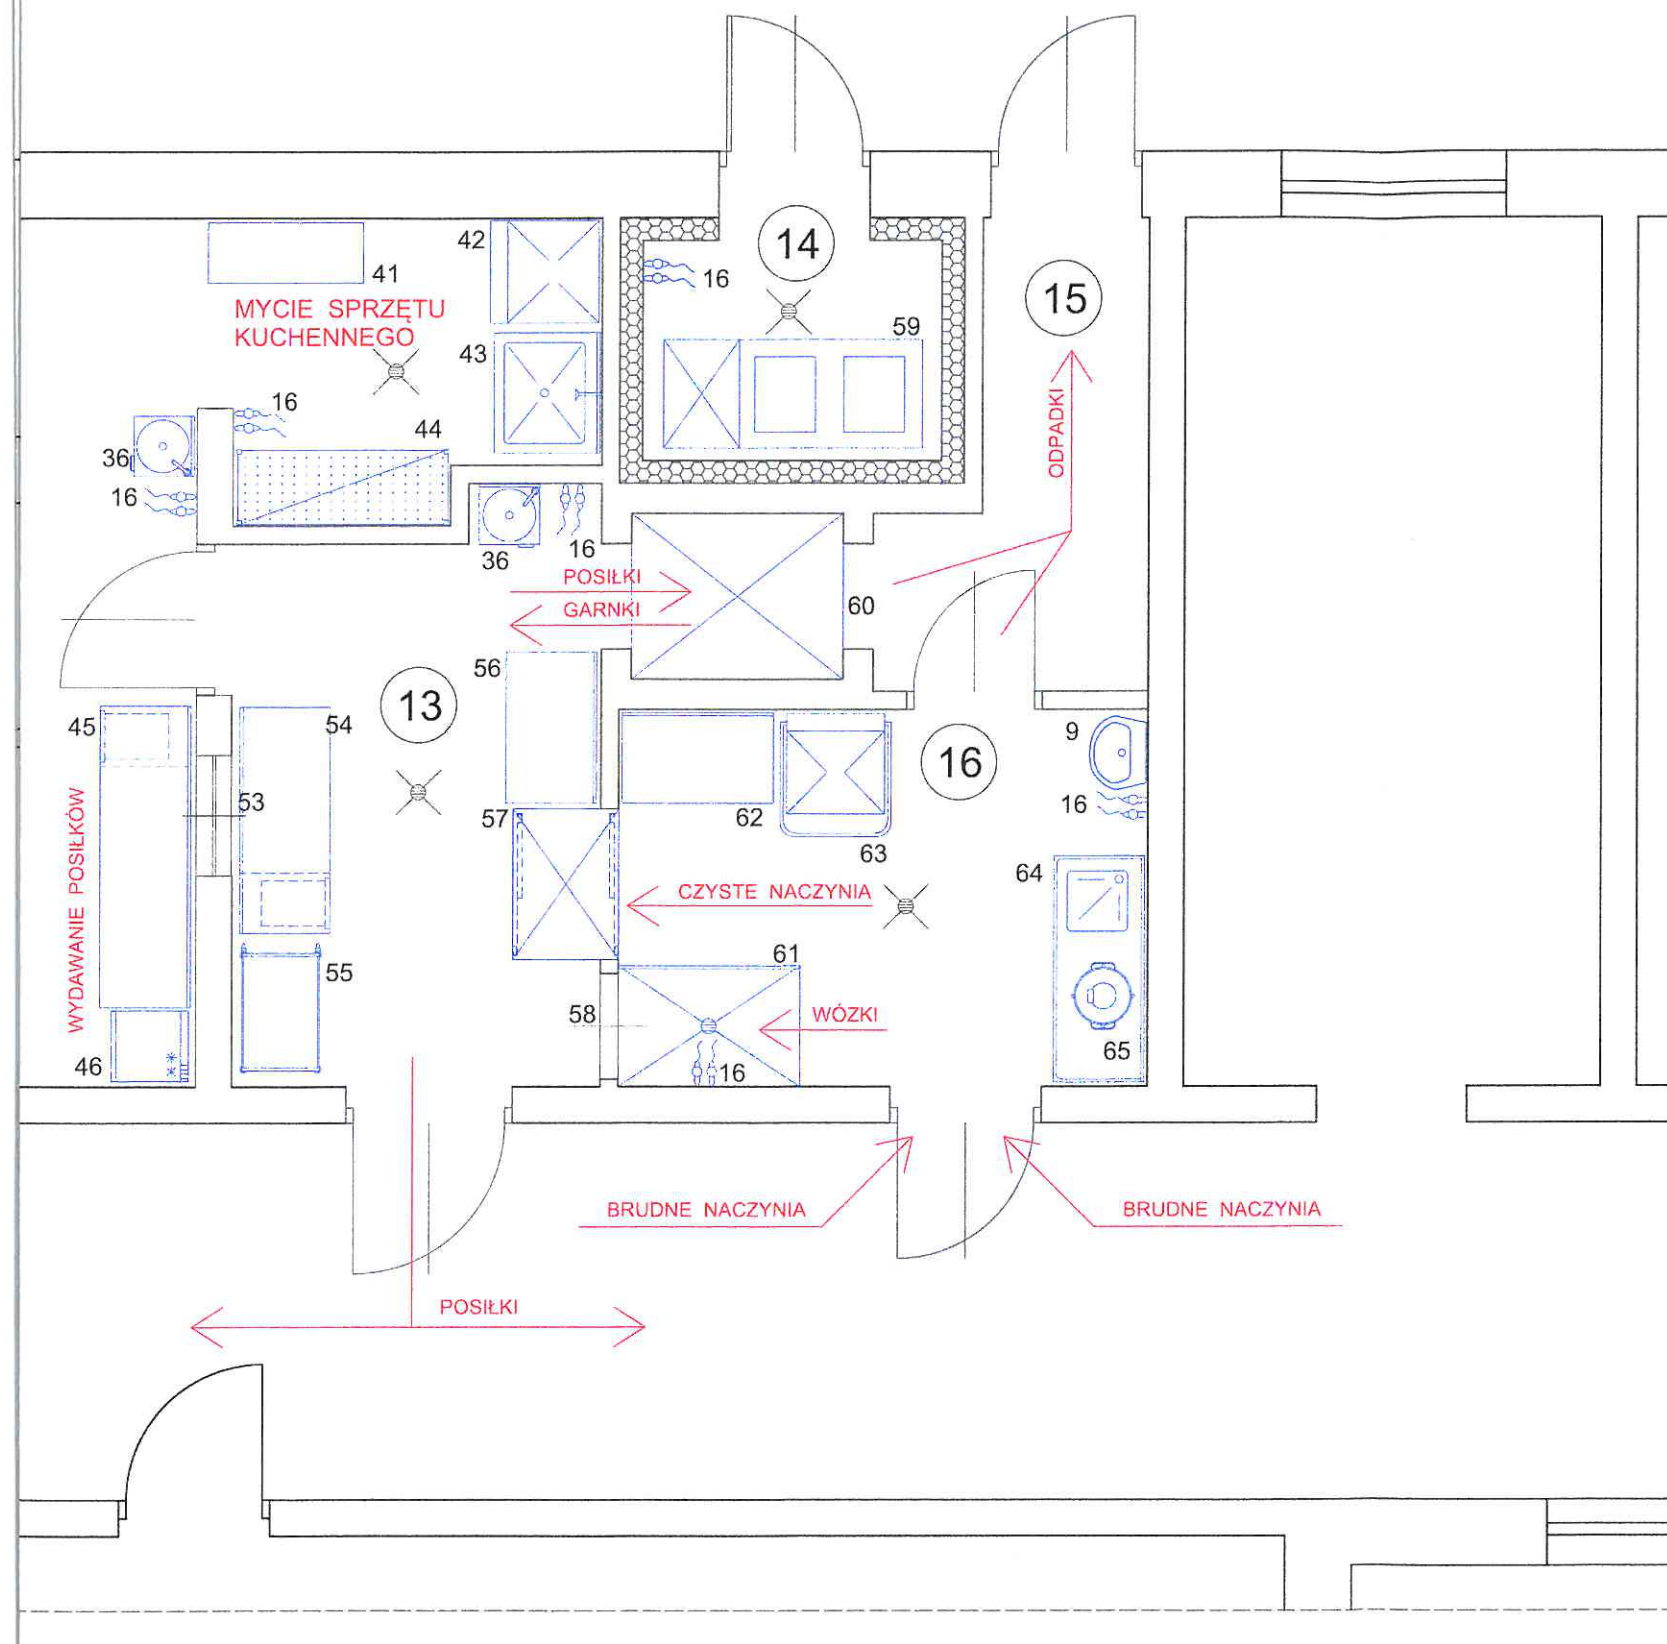 14
42
41
16
15
MYCIE SPRZĘTU
KUCHENNEGO
59
43
ODPADKI
16
44
36
16
36
16
POSIŁKI
60
GARNKI
56
13
45
54
9
16
53
16
57
62
WYDAWANIE POSIŁKÓW
63
64
CZYSTE NACZYNIA
61
55
58
WÓZKI
46
16
65
BRUDNE NACZYNIA
BRUDNE NACZYNIA
POSIŁKI